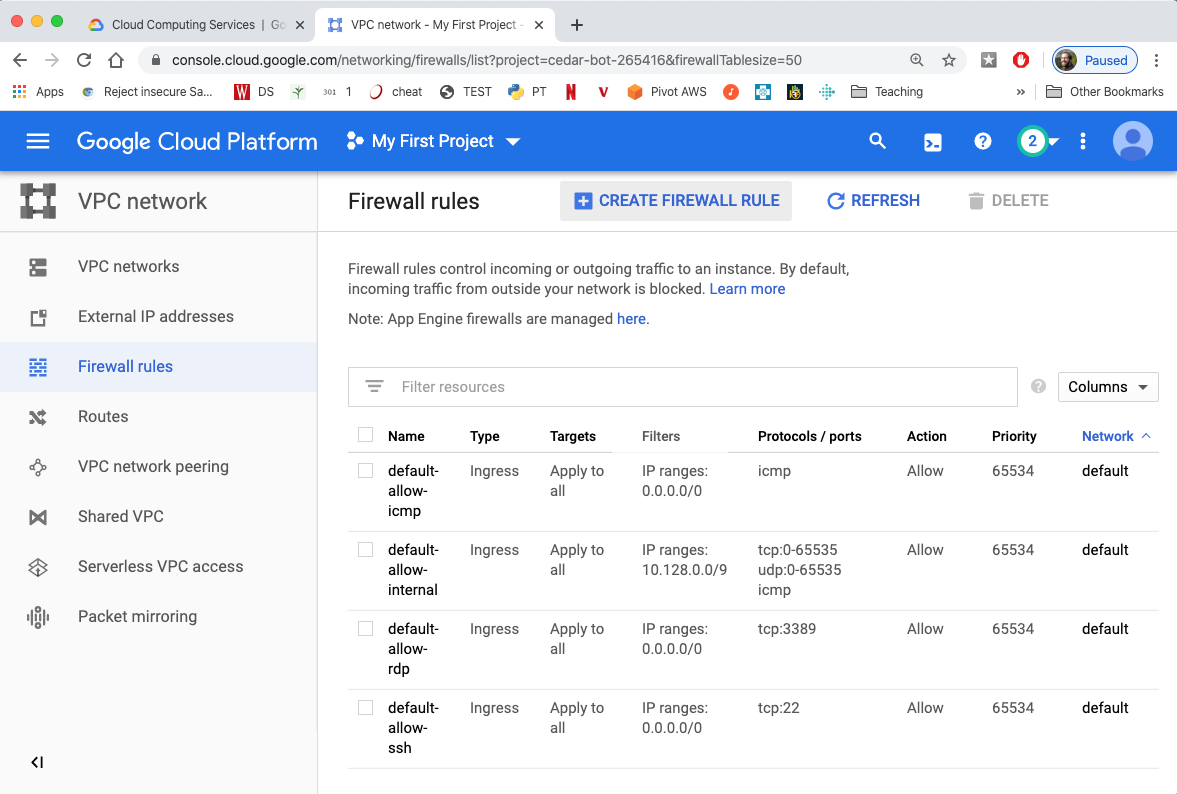 Cloud Computing Services | Go
VPC network - My First Project -
console.cloud.google.com/networking/firewalls/list?project=cedar-bot-265416&firewallTablesize=50
Paused
Apps
Reject insecure Sa...
W DS
301 1
cheat
TEST
PT
N
V
Pivot AWS
Teaching
»
Other Bookmarks
Google Cloud Platform
My First Project
2
VPC network
Firewall rules
CREATE FIREWALL RULE
REFRESH
DELETE
VPC networks
External IP addresses
Firewall rules
Routes
VPC network peering
Shared VPC
Serverless VPC access
Packet mirroring
Firewall rules control incoming or outgoing traffic to an instance. By default,
incoming traffic from outside your network is blocked. Learn more
Note: App Engine firewalls are managed here.
Filter resources
Columns
Name Type Targets Filters Protocols / ports Action Priority Network
default- Ingress Apply to IP ranges: icmp Allow 65534 default
allow- all 0.0.0.0/0
icmp
default- Ingress Apply to IP ranges: tcp:0-65535 Allow 65534 default
allow- all 10.128.0.0/9 udp:0-65535
internal icmp
default- Ingress Apply to IP ranges: tcp:3389 Allow 65534 default
allow- all 0.0.0.0/0
rdp
default- Ingress Apply to IP ranges: tcp:22 Allow 65534 default
allow- all 0.0.0.0/0
ssh